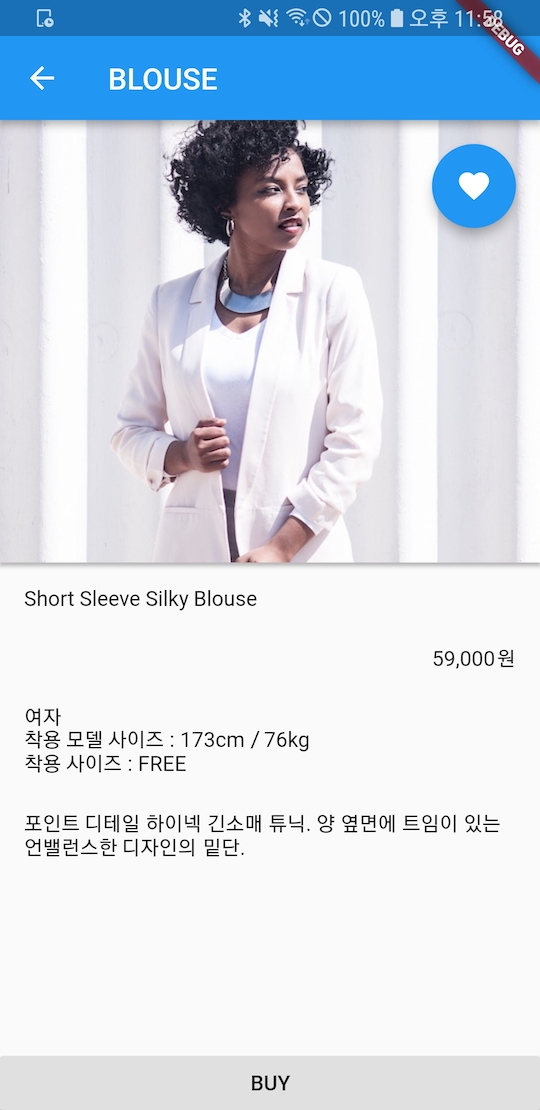 100% 오후 11:58
DEBUG
BLOUSE
Short Sleeve Silky Blouse
59,000원
여자
착용 모델 사이즈 : 173cm / 76kg
착용 사이즈 : FREE
포인트 디테일 하이넥 긴소매 튜닉. 양 옆면에 트임이 있는
언밸런스한 디자인의 밑단.
BUY